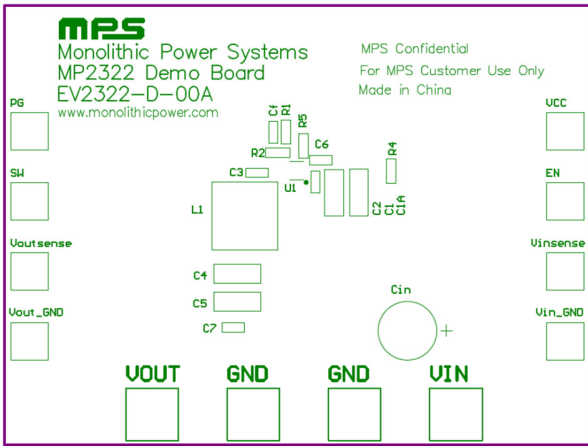 mps
Monolithic Power Systems
MP2322 Demo Board
EV2322-D-00A
www.monolithicpower.com
MPS Confidential
For MPS Customer Use Only
Made in China
PG
VCC
Cf
R1
R5
R2
C6
R4
SW
C3
U1
EN
L1
C2
C1
C1A
Voutsense
Vinsense
C4
Cin
C5
Vout_GND
Vin_GND
C7
+
VOUT GND GND VIN